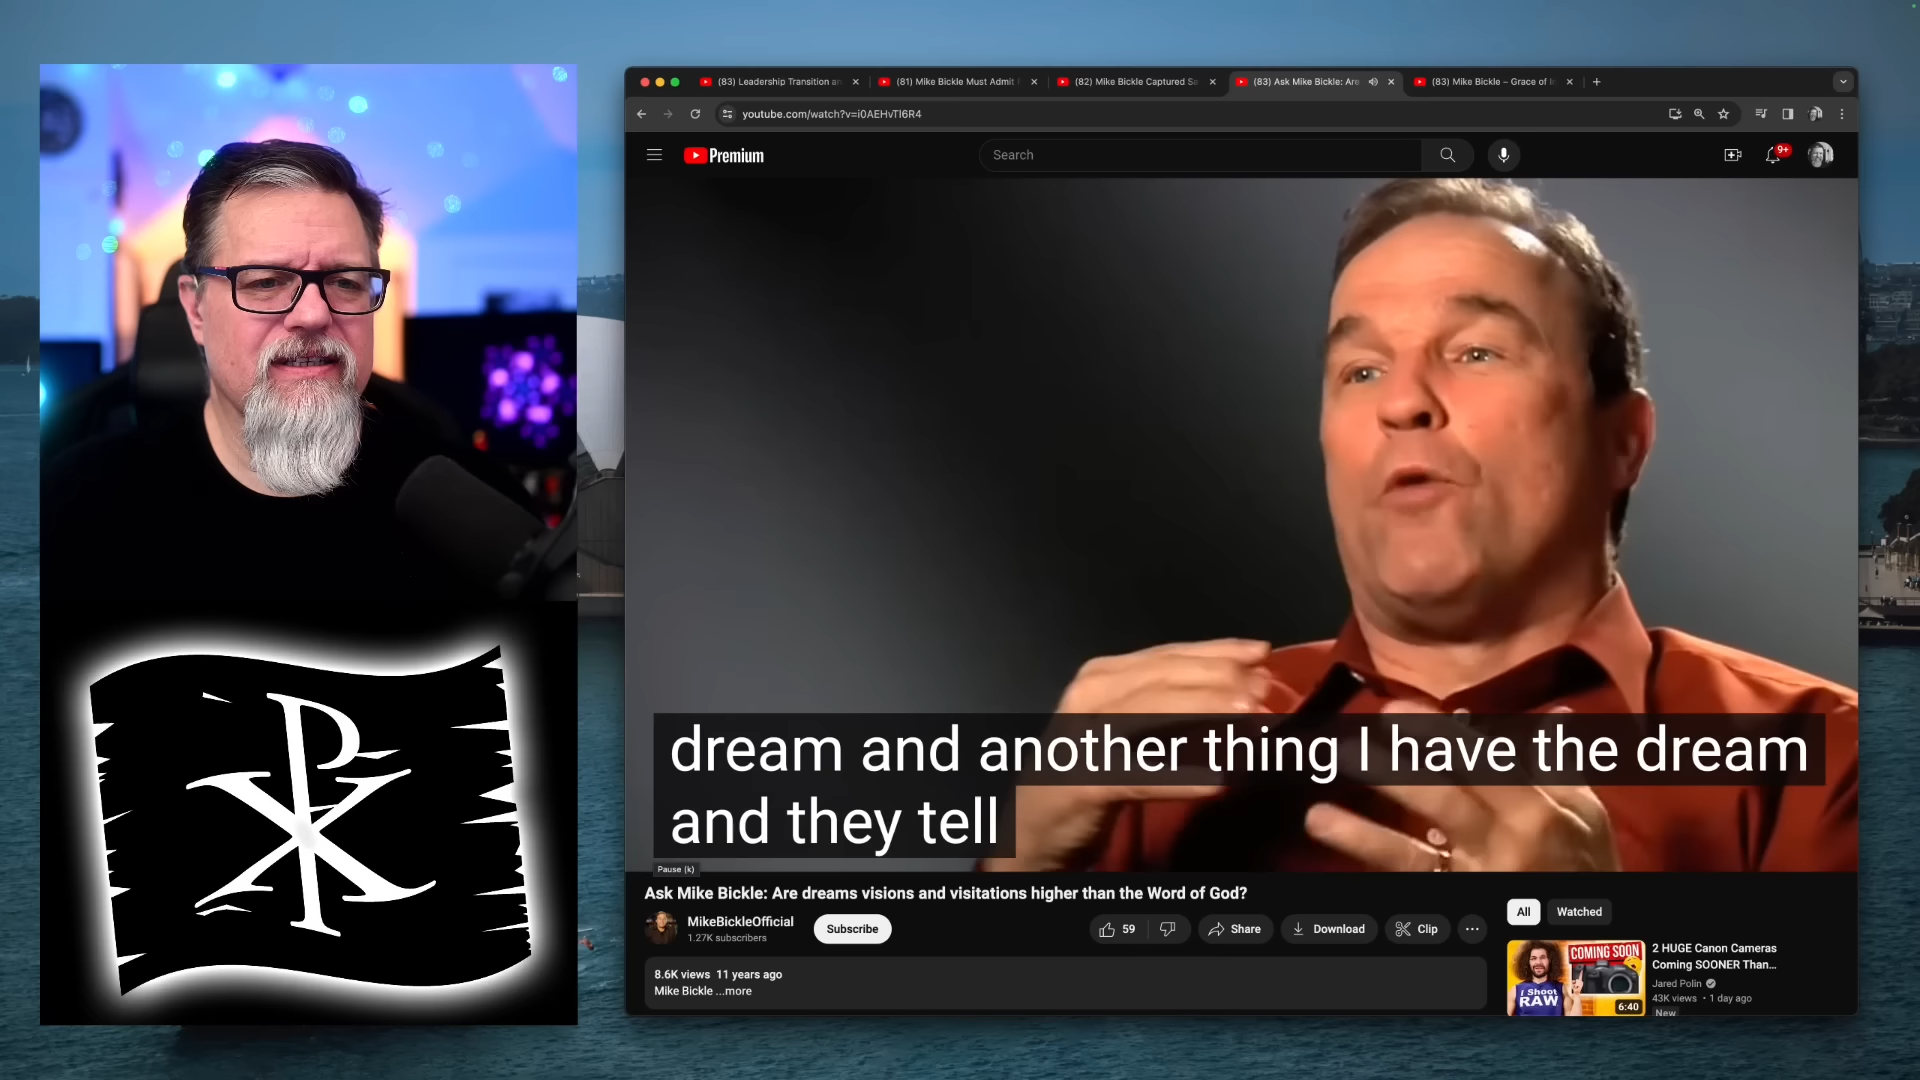 (83) Leadership Transition an
(81) Mike Bickle Must Admit
(82) Mike Bickle Captured Se
(83) Ask Mike Bickle: Are
(83) Mike Bickle – Grace of
youtube.com/watch?v=i0AEHvTI6R4
Premium
Search
9+
dream and another thing I have the dream
and they tell
Pause (k)
Ask Mike Bickle: Are dreams visions and visitations higher than the Word of God?
MikeBickleOfficial
1.27K subscribers
Subscribe
59
Share
Download
Clip
8.6K views 11 years ago
Mike Bickle ...more
All
Watched
COMING SOON
I Shoot
RAW
6:40
2 HUGE Canon Cameras
Coming SOONER Than...
Jared Polin
43K views • 1 day ago
New